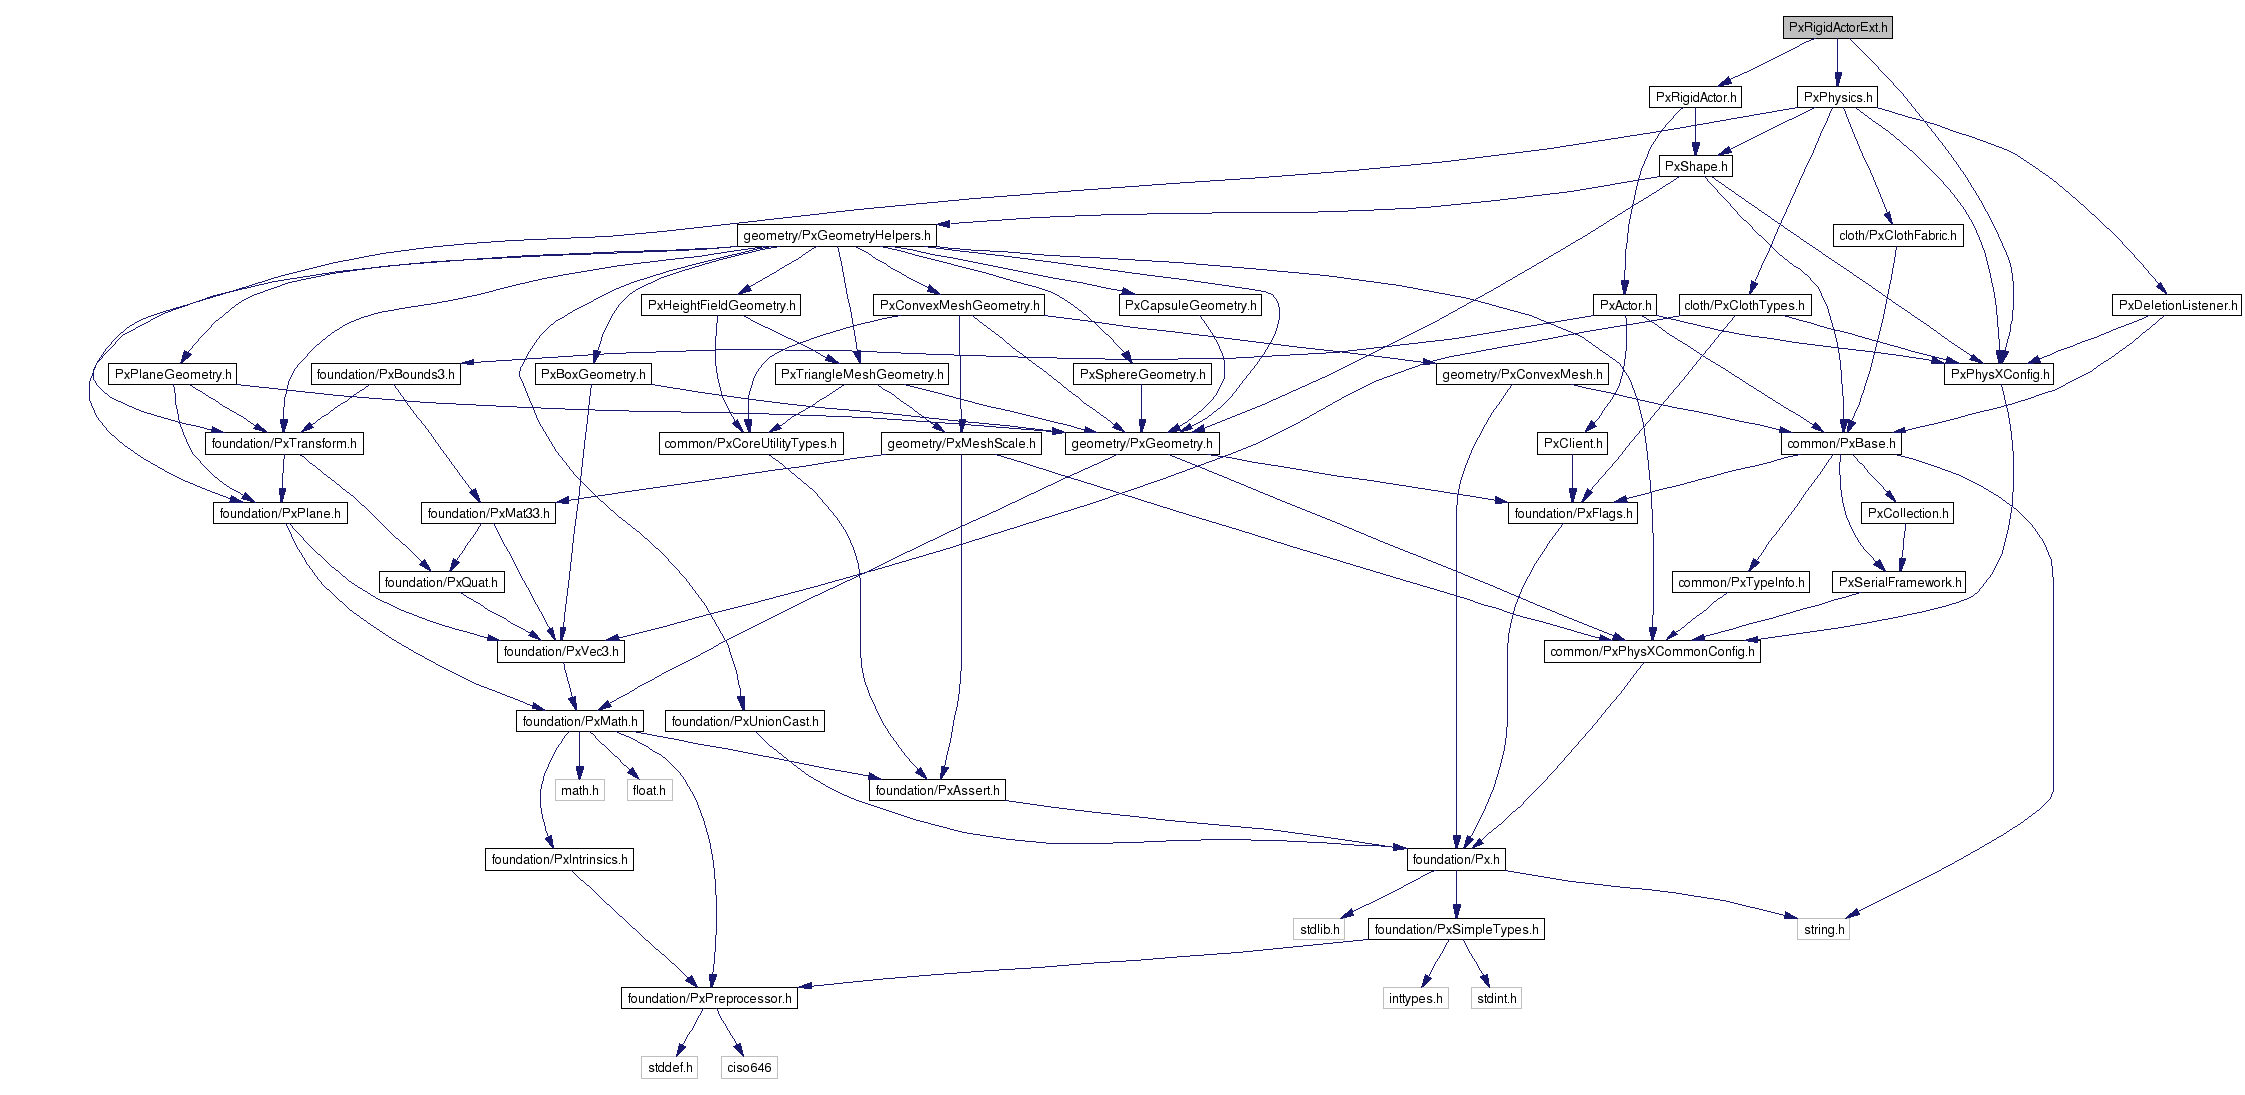 PxRigidActorExt.h
PxRigidActor.h
PxPhysics.h
PxShape.h
geometry/PxGeometryHelpers.h
cloth/PxClothFabric.h
PxHeightFieldGeometry.h
PxConvexMeshGeometry.h
PxCapsuleGeometry.h
PxActor.h
cloth/PxClothTypes.h
PxDeletionListener.h
PxPlaneGeometry.h
foundation/PxBounds3.h
PxBoxGeometry.h
PxTriangleMeshGeometry.h
PxSphereGeometry.h
geometry/PxConvexMesh.h
PxPhysXConfig.h
foundation/PxTransform.h
common/PxCoreUtilityTypes.h
geometry/PxMeshScale.h
geometry/PxGeometry.h
PxClient.h
common/PxBase.h
foundation/PxPlane.h
foundation/PxMat33.h
foundation/PxFlags.h
PxCollection.h
foundation/PxQuat.h
common/PxTypeInfo.h
PxSerialFramework.h
foundation/PxVec3.h
common/PxPhysXCommonConfig.h
foundation/PxMath.h
foundation/PxUnionCast.h
math.h
float.h
foundation/PxAssert.h
foundation/PxIntrinsics.h
foundation/Px.h
stdlib.h
foundation/PxSimpleTypes.h
string.h
foundation/PxPreprocessor.h
inttypes.h
stdint.h
stddef.h
ciso646